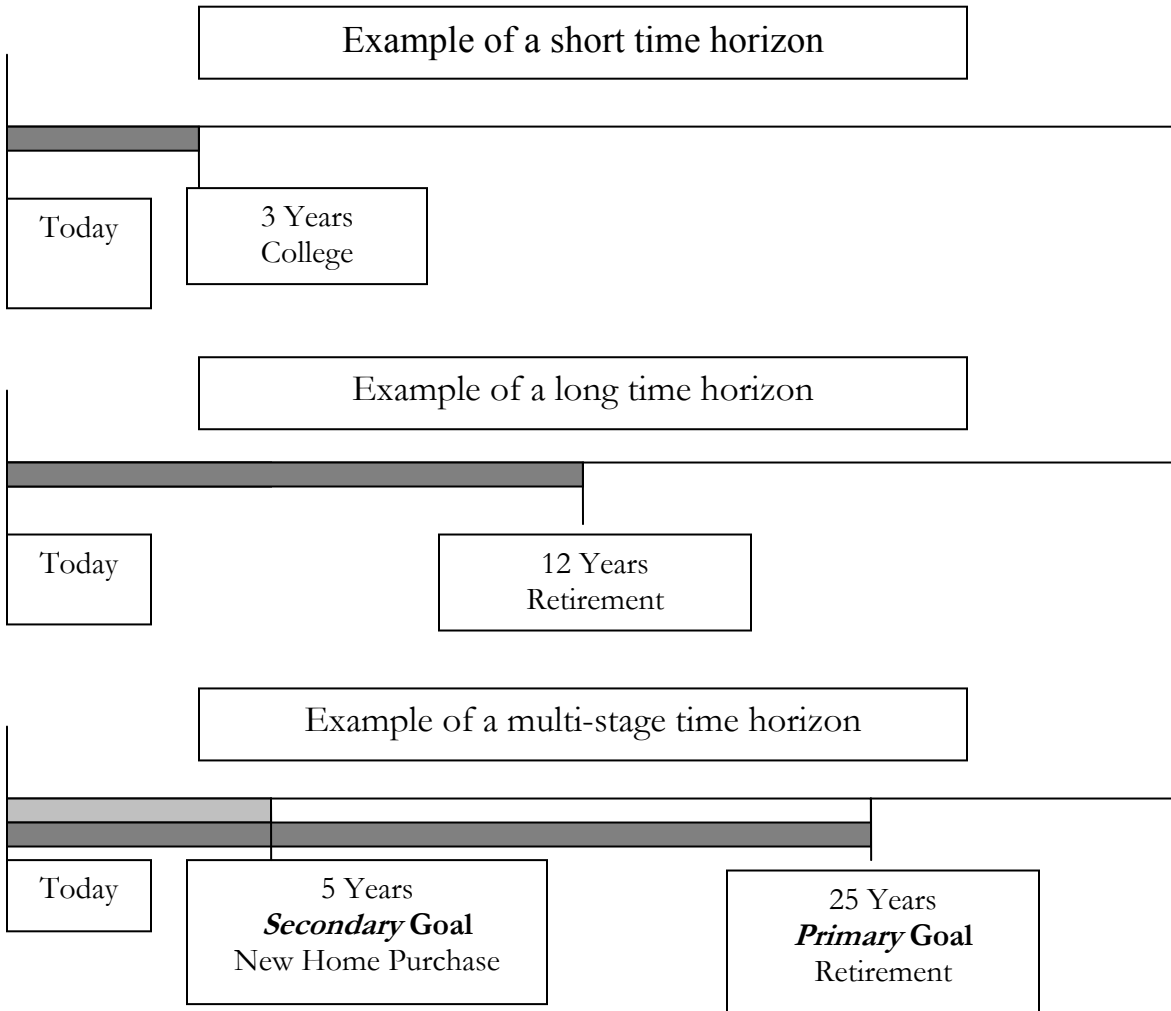 Example of a short time horizon
Today
3 Years
College
Example of a long time horizon
Today
12 Years
Retirement
Example of a multi-stage time horizon
Today
5 Years
Secondary Goal
New Home Purchase
25 Years
Primary Goal
Retirement